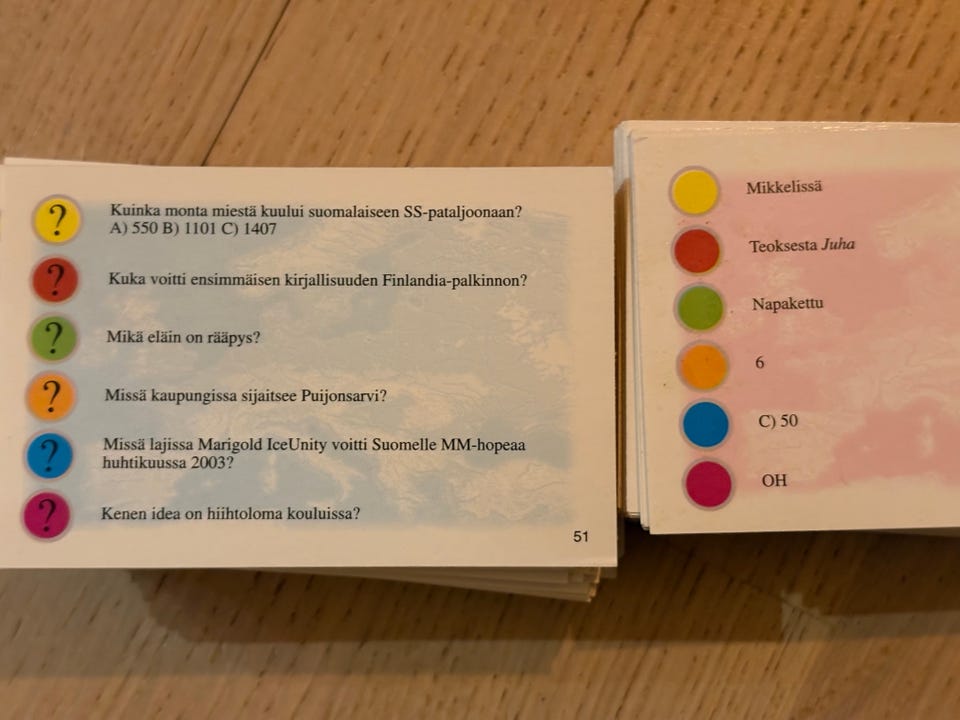 ? Kuinka monta miestä kuului suomalaiseen SS-pataljoonaan?
A) 550 B) 1101 C) 1407
? Kuka voitti ensimmäisen kirjallisuuden Finlandia-palkinnon?
? Mikä eläin on rääpys?
? Missä kaupungissa sijaitsee Puijonsarvi?
? Missä lajissa Marigold IceUnity voitti Suomelle MM-hopeaa
huhtikuussa 2003?
? Kenen idea on hiihtoloma kouluissa?
51
Mikkelissä
Teoksesta Juha
Napakettu
6
C) 50
OH